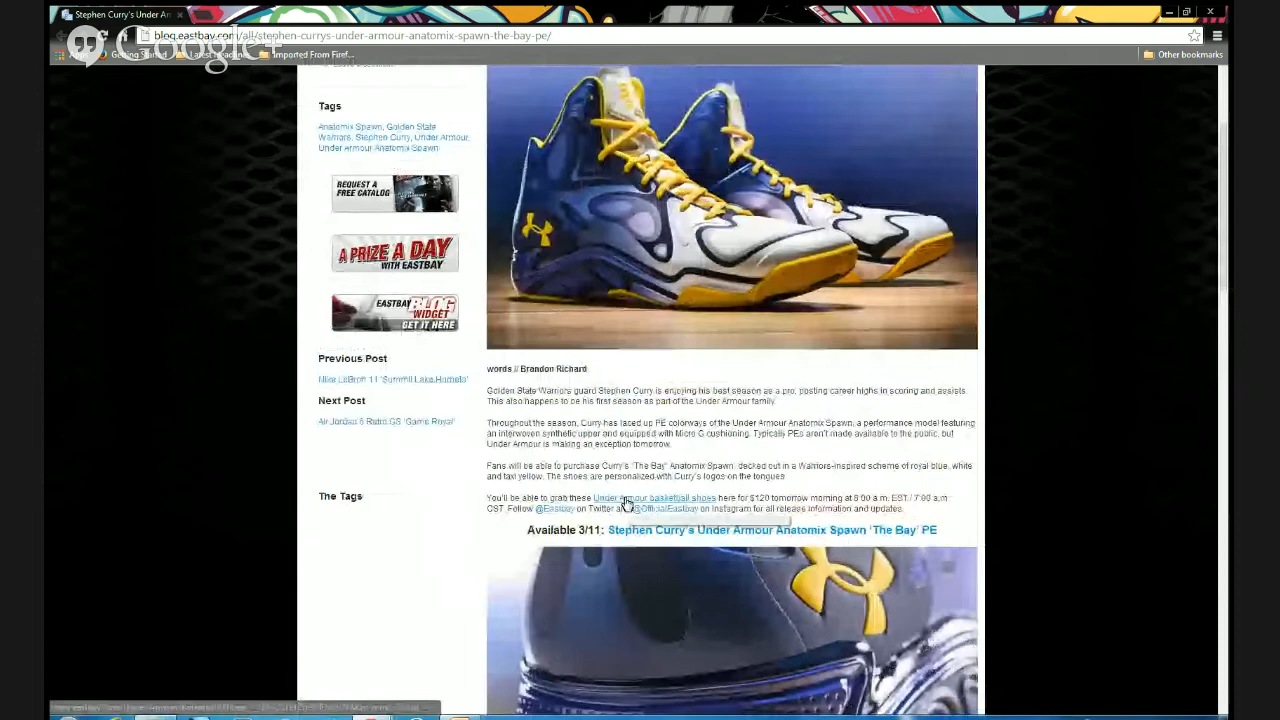 Stephen Curry's Under An
Google+
blog.eastbay.com/all/stephen-currys-under-armour-anatomix-spawn-the-bay-pe/
Getting Started
Latest Headlines
Imported From Firef...
Other bookmarks
Tags
Anatomix Spawn, Golden State
Warriors, Stephen Curry, Under Armour,
Under Armour Anatomix Spawn
REQUEST A
FREE CATALOG
A PRIZE A DAY
WITH EASTBAY
EASTBAY BLOG
WIDGET
GET IT HERE
Previous Post
Nike LeBron 11 'Summit Lake Hornets'
Next Post
Air Jordan 6 Retro GS 'Game Royal'
The Tags
words // Brandon Richard
Golden State Warriors guard Stephen Curry is enjoying his best season as a pro, posting career highs in scoring and assists.
This also happens to be his first season as part of the Under Armour family.
Throughout the season, Curry has laced up PE colorways of the Under Armour Anatomix Spawn, a performance model featuring
an interwoven synthetic upper and equipped with Micro G cushioning. Typically PEs aren't made available to the public, but
Under Armour is making an exception tomorrow.
Fans will be able to purchase Curry's 'The Bay' Anatomix Spawn, decked out in a Warriors-inspired scheme of royal blue, white
and taxi yellow. The shoes are personalized with Curry's logos on the tongues
You'll be able to grab these Under Armour basketball shoes here for $120 tomorrow morning at 8:00 a.m. EST / 7:00 a.m
CST. Follow @Eastbay on Twitter and @OfficialEastbay on Instagram for all release information and updates.
Available 3/11: Stephen Curry's Under Armour Anatomix Spawn 'The Bay' PE